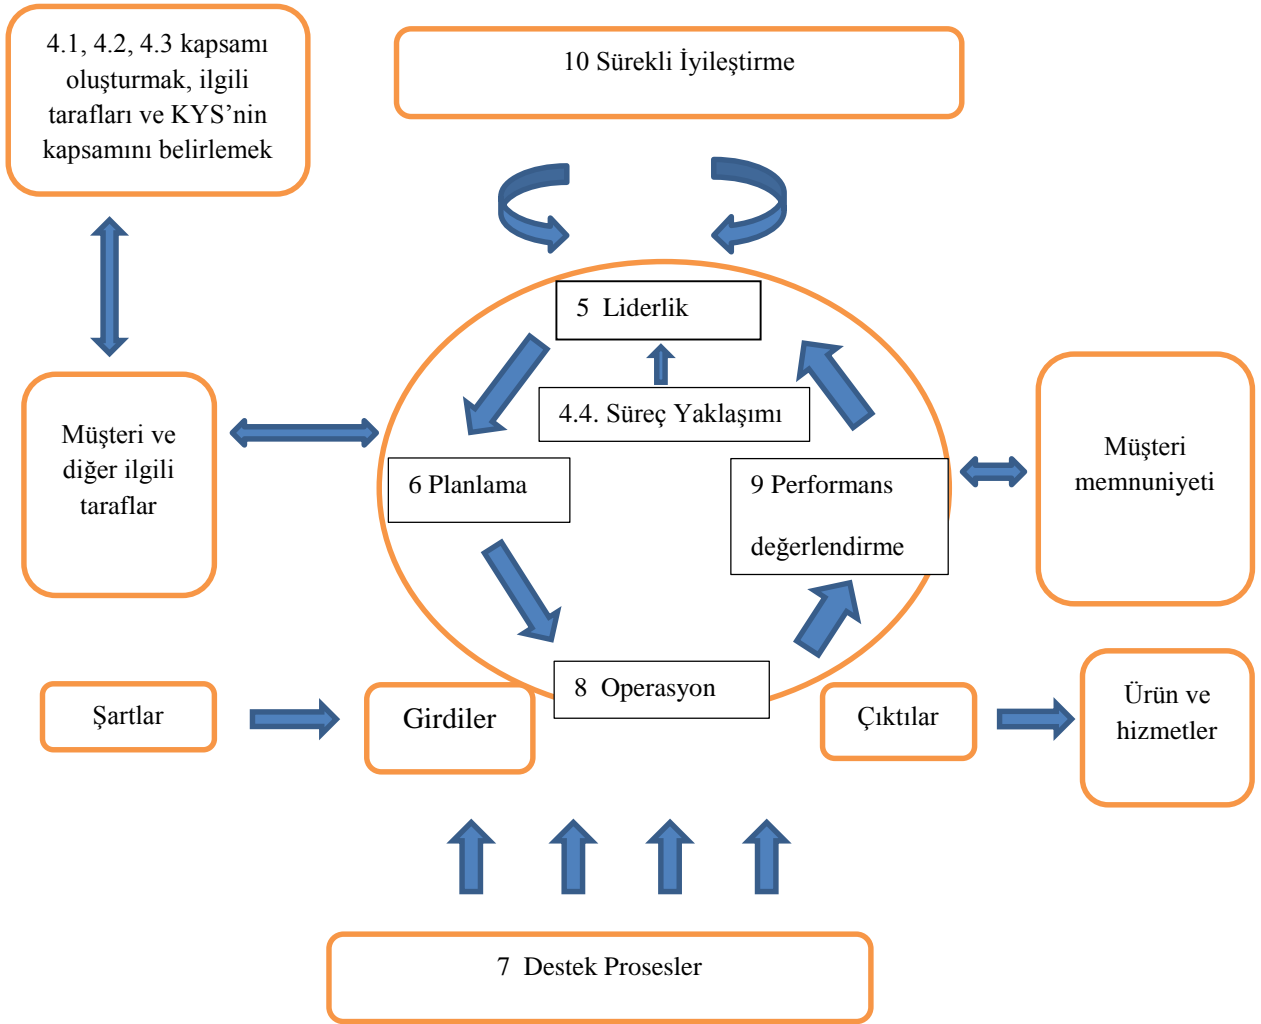 4.1, 4.2, 4.3 kapsamı
oluşturmak, ilgili
tarafları ve KYS’nin
kapsamını belirlemek
10 Sürekli İyileştirme
5 Liderlik
4.4. Süreç Yaklaşımı
Müşteri ve
diğer ilgili
taraflar
6 Planlama
9 Performans
değerlendirme
Müşteri
memnuniyeti
Şartlar
Girdiler
8 Operasyon
Çıktılar
Ürün ve
hizmetler
7 Destek Prosesler